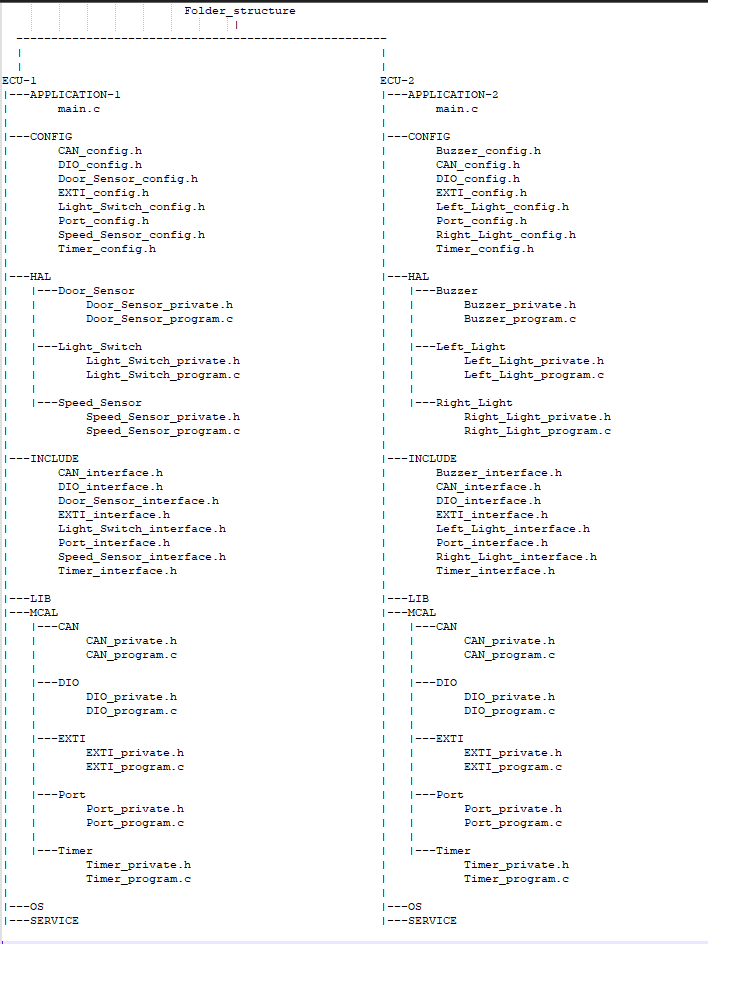 Folder_structure
|
-----------------------------------------------------
| |
| |
ECU-1 ECU-2
|---APPLICATION-1 |---APPLICATION-2
| main.c | main.c
| |
|---CONFIG |---CONFIG
| CAN_config.h | Buzzer_config.h
| DIO_config.h | CAN_config.h
| Door_Sensor_config.h | DIO_config.h
| EXTI_config.h | EXTI_config.h
| Light_Switch_config.h | Left_Light_config.h
| Port_config.h | Port_config.h
| Speed_Sensor_config.h | Right_Light_config.h
| Timer_config.h | Timer_config.h
| |
|---HAL |---HAL
| |---Door_Sensor | |---Buzzer
| | Door_Sensor_private.h | | Buzzer_private.h
| | Door_Sensor_program.c | | Buzzer_program.c
| | | |
| |---Light_Switch | |---Left_Light
| | Light_Switch_private.h | | Left_Light_private.h
| | Light_Switch_program.c | | Left_Light_program.c
| | | |
| |---Speed_Sensor | |---Right_Light
| Speed_Sensor_private.h | Right_Light_private.h
| Speed_Sensor_program.c | Right_Light_program.c
| |
|---INCLUDE |---INCLUDE
| CAN_interface.h | Buzzer_interface.h
| DIO_interface.h | CAN_interface.h
| Door_Sensor_interface.h | DIO_interface.h
| EXTI_interface.h | EXTI_interface.h
| Light_Switch_interface.h | Left_Light_interface.h
| Port_interface.h | Port_interface.h
| Speed_Sensor_interface.h | Right_Light_interface.h
| Timer_interface.h | Timer_interface.h
| |
|---LIB |---LIB
|---MCAL |---MCAL
| |---CAN | |---CAN
| | CAN_private.h | | CAN_private.h
| | CAN_program.c | | CAN_program.c
| | | |
| |---DIO | |---DIO
| | DIO_private.h | | DIO_private.h
| | DIO_program.c | | DIO_program.c
| | | |
| |---EXTI | |---EXTI
| | EXTI_private.h | | EXTI_private.h
| | EXTI_program.c | | EXTI_program.c
| | | |
| |---Port | |---Port
| | Port_private.h | | Port_private.h
| | Port_program.c | | Port_program.c
| | | |
| |---Timer | |---Timer
| Timer_private.h | Timer_private.h
| Timer_program.c | Timer_program.c
| |
|---OS |---OS
|---SERVICE |---SERVICE